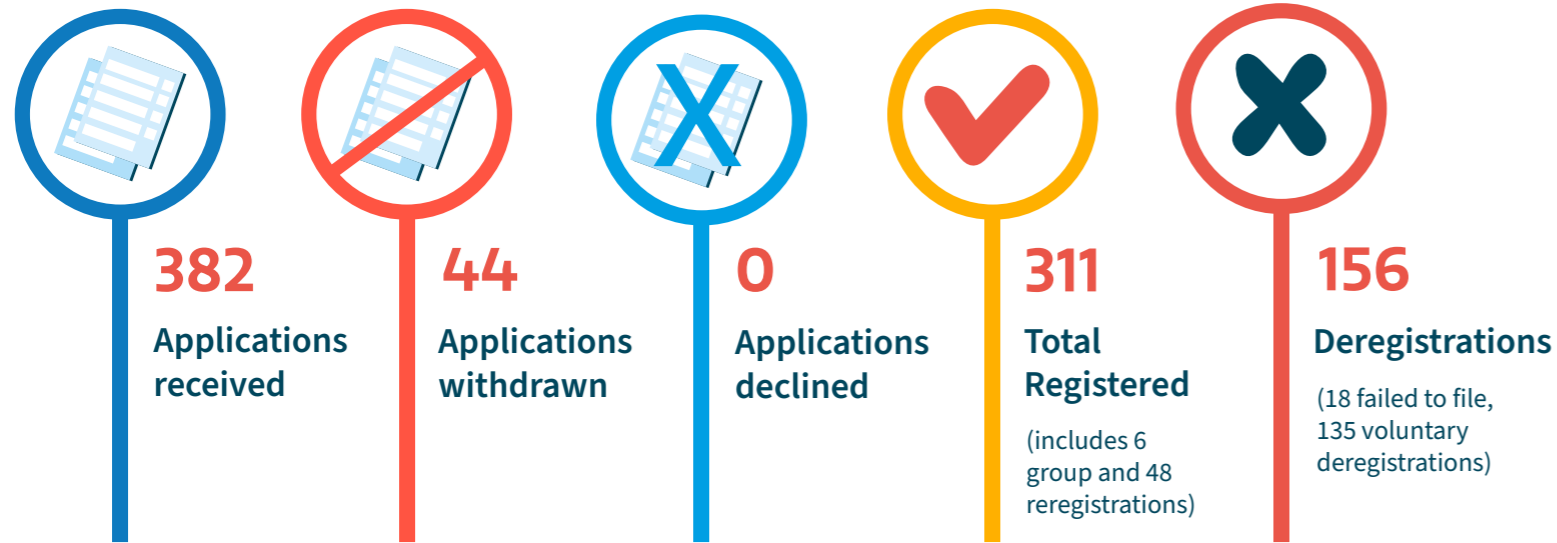 382
Applications
received
44
Applications
withdrawn
0
Applications
declined
311
Total
Registered
(includes 6
group and 48
reregistrations)
156
Deregistrations
(18 failed to file,
135 voluntary
deregistrations)